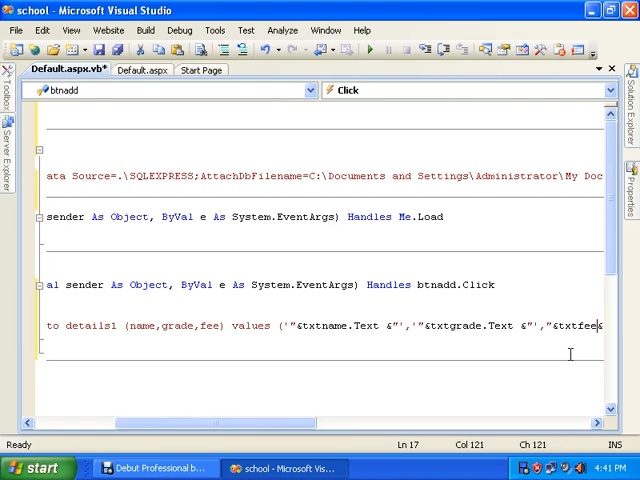 school - Microsoft Visual Studio
File Edit View Website Build Debug Tools Test Analyze Window Help
Default.aspx.vb* Default.aspx Start Page
btnadd Click
Toolbox
Server Explorer
Solution Explorer
Properties
ata Source=.\SQLEXPRESS;AttachDbFilename=C:\Documents and Settings\Administrator\My Doc
sender As Object, ByVal e As System.EventArgs) Handles Me.Load
al sender As Object, ByVal e As System.EventArgs) Handles btnadd.Click
to details1 (name,grade,fee) values ('"&txtname.Text &"','"&txtgrade.Text &"',"&txtfee&
Ready Ln 17 Col 121 Ch 121 INS
start Debut Professional b... school - Microsoft Vis... 4:41 PM